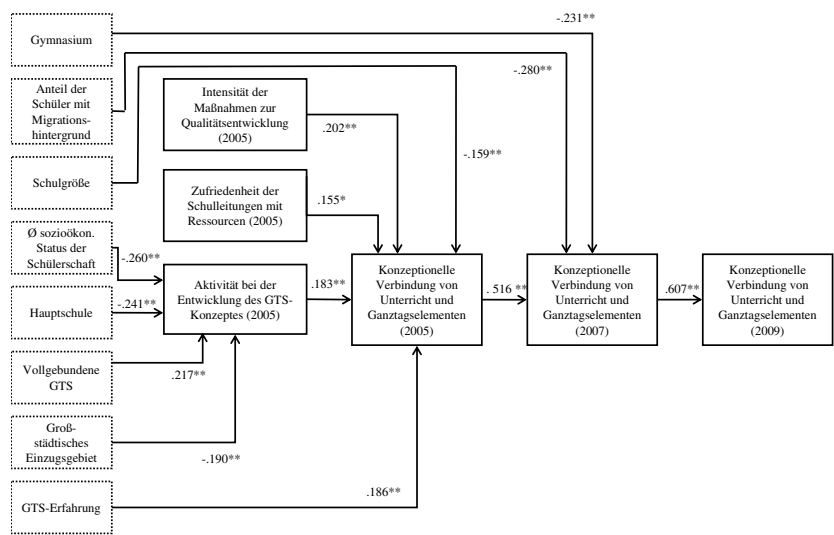 Gymnasium
-.231**
Anteil der
Schüler mit
Migrations-
hintergrund
-.280**
Intensität der
Maßnahmen zur
Qualitätsentwicklung
(2005)
.202**
-.159**
Schulgröße
Zufriedenheit der
Schulleitungen mit
Ressourcen (2005)
.155*
Ø sozioökon.
Status der
Schülerschaft
-.260**
Hauptschule
-.241**
Aktivität bei der
Entwicklung des GTS-
Konzeptes (2005)
.183**
Konzeptionelle
Verbindung von
Unterricht und
Ganztagselementen
(2005)
. 516 **
Konzeptionelle
Verbindung von
Unterricht und
Ganztagselementen
(2007)
.607**
Konzeptionelle
Verbindung von
Unterricht und
Ganztagselementen
(2009)
Vollgebundene
GTS
.217**
Groß-
städtisches
Einzugsgebiet
-.190**
GTS-Erfahrung
.186**